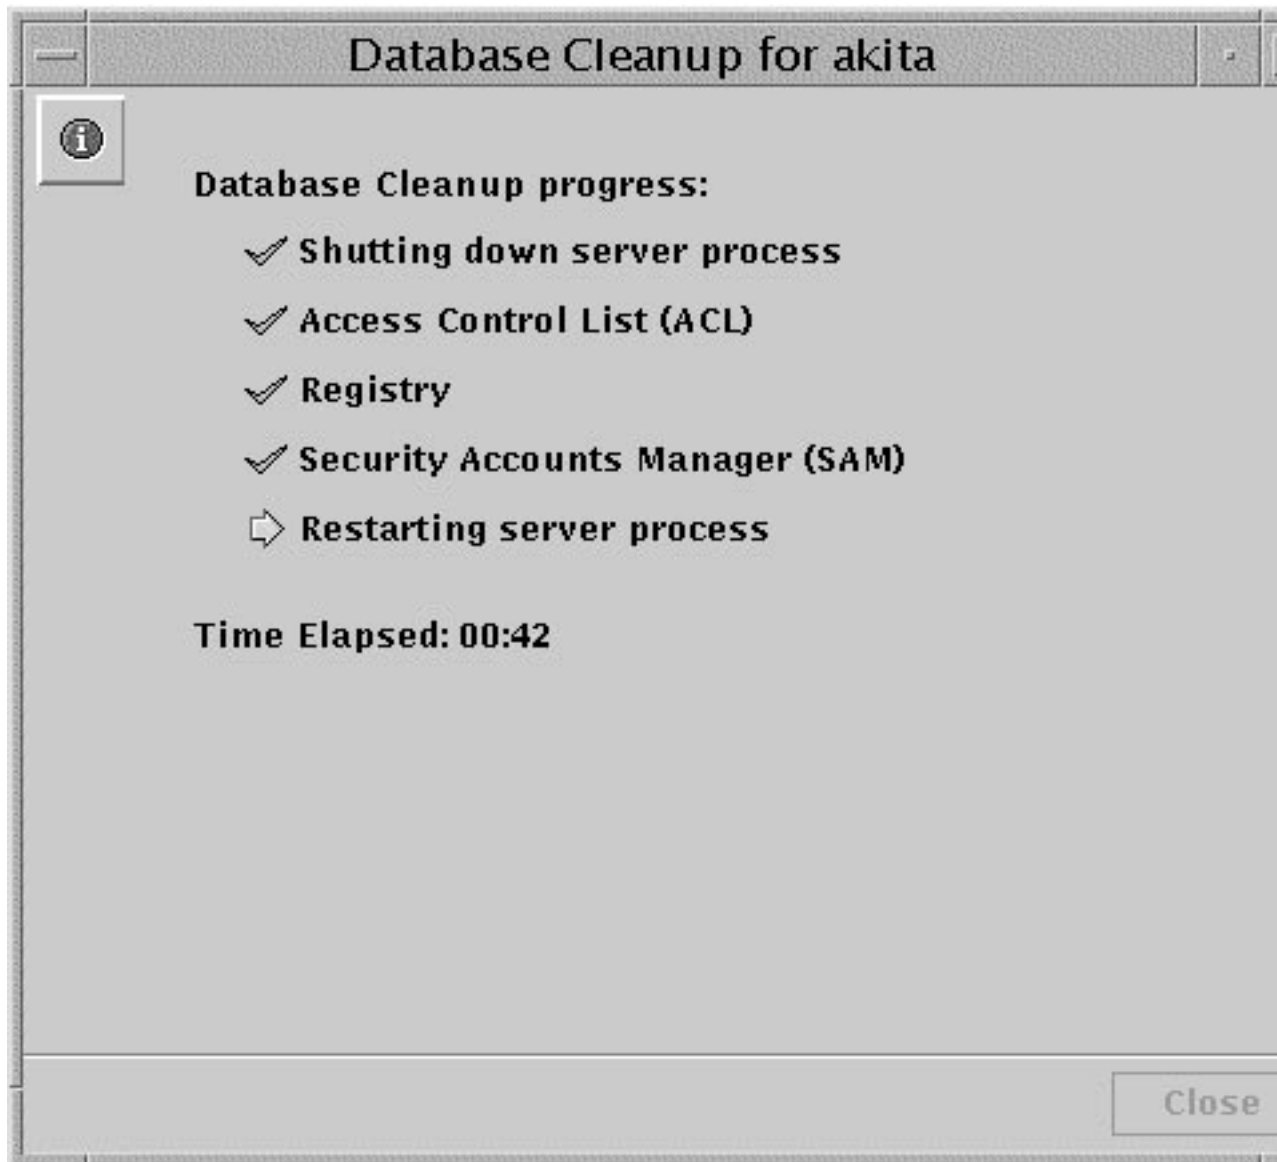 Database Cleanup for akita
Database Cleanup progress:
Shutting down server process
Access Control List (ACL)
Registry
Security Accounts Manager (SAM)
Restarting server process
Time Elapsed: 00:42
Close